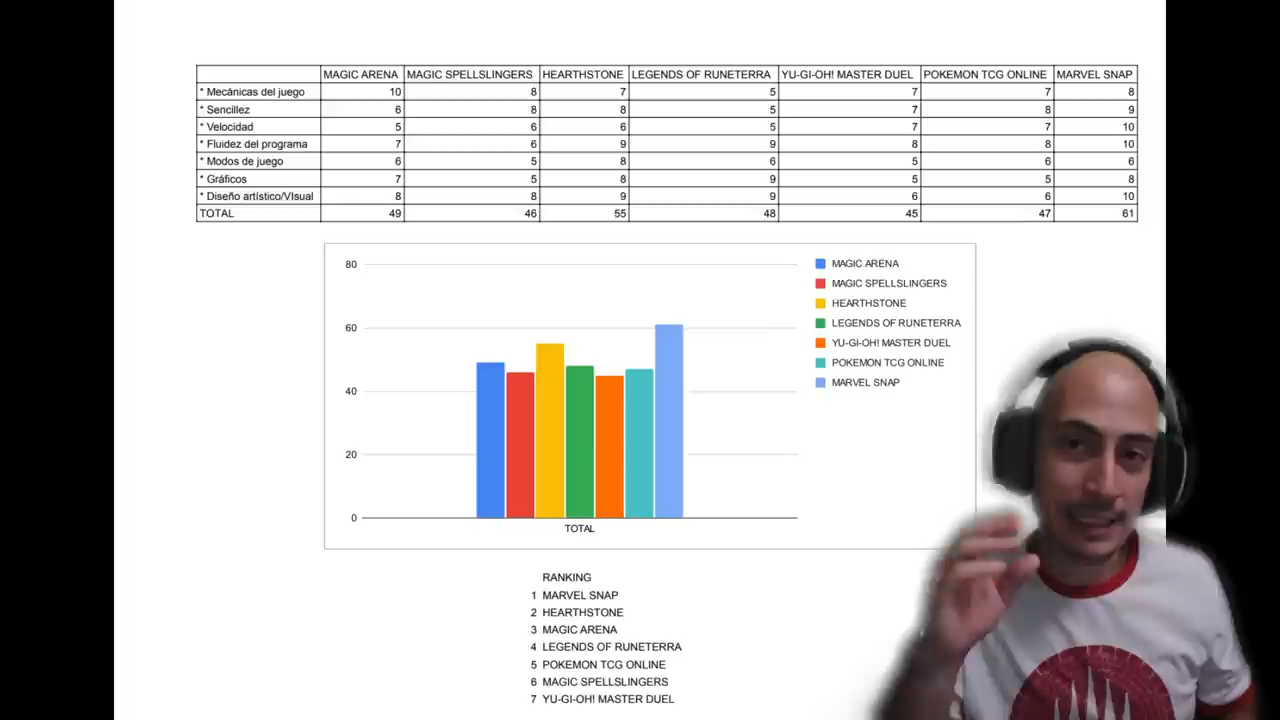 MAGIC ARENA MAGIC SPELLSLINGERS HEARTHSTONE LEGENDS OF RUNETERRA YU-GI-OH! MASTER DUEL POKEMON TCG ONLINE MARVEL SNAP
* Mecánicas del juego 10 8 7 5 7 7 8
* Sencillez 6 8 8 5 7 8 9
* Velocidad 5 6 6 5 7 7 10
* Fluidez del programa 7 6 9 9 8 8 10
* Modos de juego 6 5 8 6 5 6 6
* Gráficos 7 5 8 9 5 5 8
* Diseño artístico/VIsual 8 8 9 9 6 6 10
TOTAL 49 46 55 48 45 47 61
80
60
40
20
0
TOTAL
MAGIC ARENA
MAGIC SPELLSLINGERS
HEARTHSTONE
LEGENDS OF RUNETERRA
YU-GI-OH! MASTER DUEL
POKEMON TCG ONLINE
MARVEL SNAP
RANKING
1 MARVEL SNAP
2 HEARTHSTONE
3 MAGIC ARENA
4 LEGENDS OF RUNETERRA
5 POKEMON TCG ONLINE
6 MAGIC SPELLSLINGERS
7 YU-GI-OH! MASTER DUEL